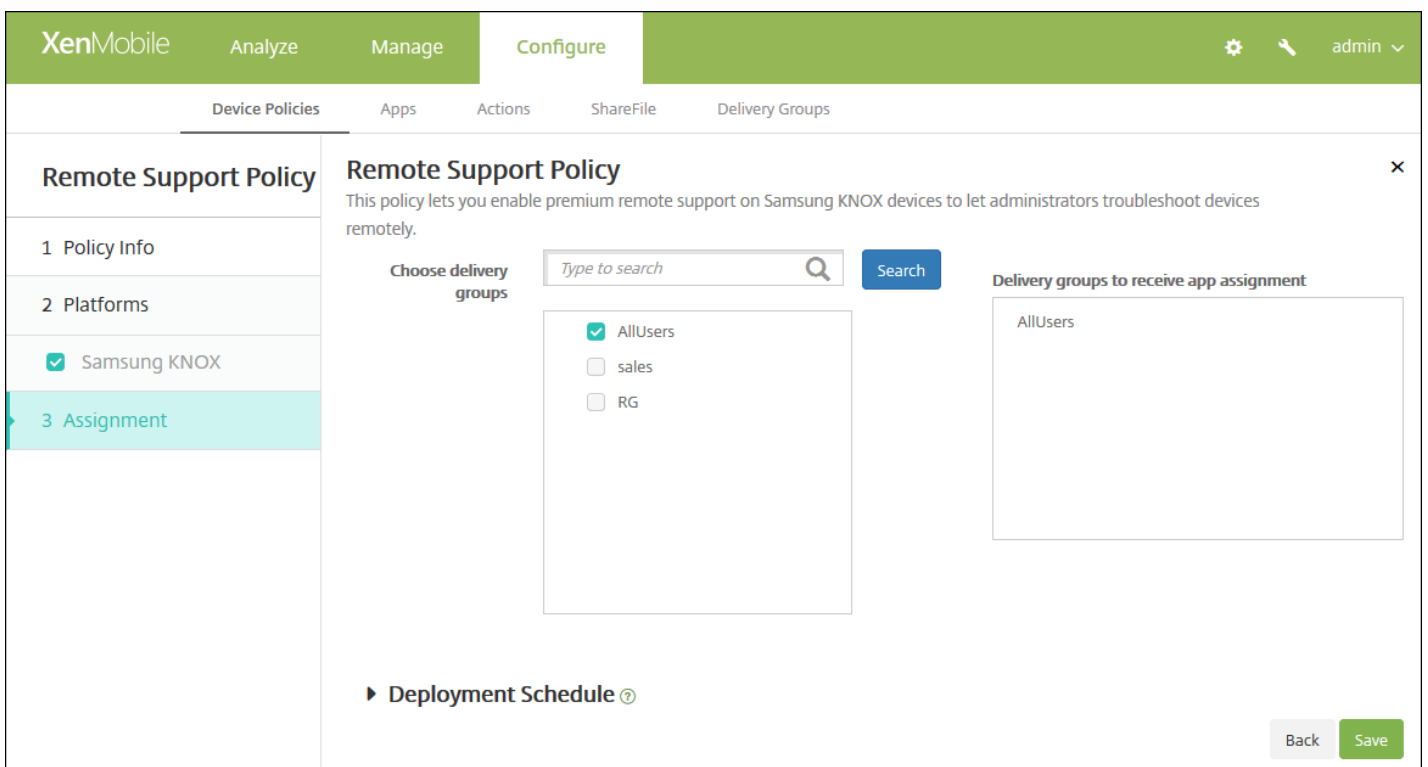 XenMobile Analyze Manage Configure admin
Device Policies Apps Actions ShareFile Delivery Groups
Remote Support Policy
1 Policy Info
2 Platforms
Samsung KNOX
3 Assignment
Remote Support Policy
This policy lets you enable premium remote support on Samsung KNOX devices to let administrators troubleshoot devices
remotely.
Choose delivery
groups
Type to search
Search
AllUsers
sales
RG
Delivery groups to receive app assignment
AllUsers
Deployment Schedule ?
Back Save